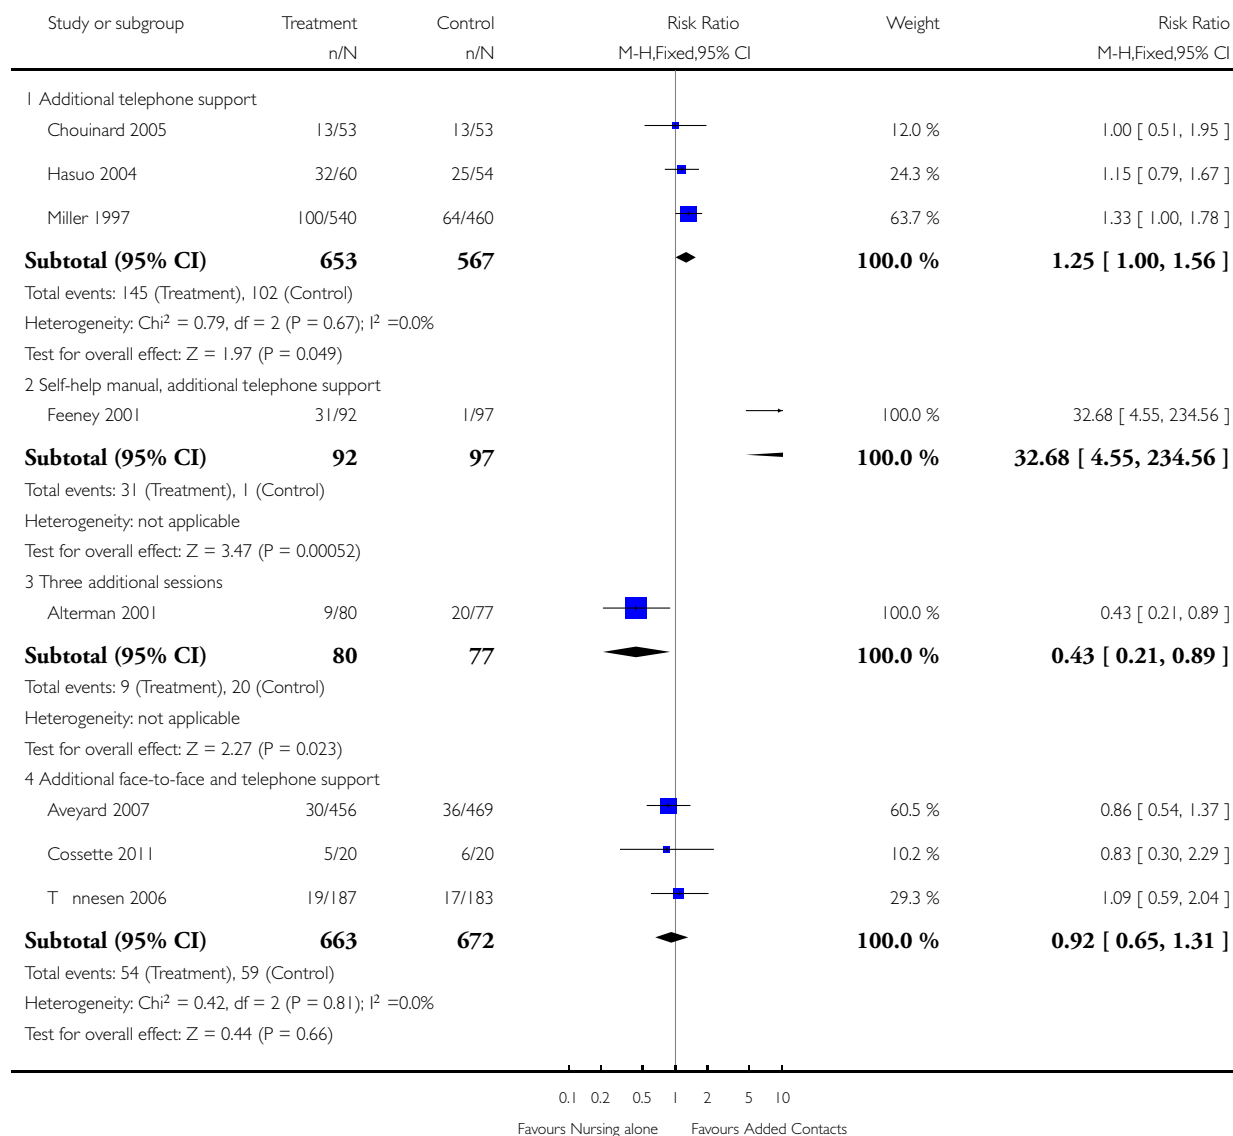 Study or subgroup Treatment Control Risk Ratio Weight Risk Ratio
n/N n/N M-H,Fixed,95% CI M-H,Fixed,95% CI
1 Additional telephone support
Chouinard 2005 13/53 13/53 12.0 % 1.00 [ 0.51, 1.95 ]
Hasuo 2004 32/60 25/54 24.3 % 1.15 [ 0.79, 1.67 ]
Miller 1997 100/540 64/460 63.7 % 1.33 [ 1.00, 1.78 ]
Subtotal (95% CI) 653 567 100.0 % 1.25 [ 1.00, 1.56 ]
Total events: 145 (Treatment), 102 (Control)
Heterogeneity: Chi² = 0.79, df = 2 (P = 0.67); I² =0.0%
Test for overall effect: Z = 1.97 (P = 0.049)
2 Self-help manual, additional telephone support
Feeney 2001 31/92 1/97 100.0 % 32.68 [ 4.55, 234.56 ]
Subtotal (95% CI) 92 97 100.0 % 32.68 [ 4.55, 234.56 ]
Total events: 31 (Treatment), 1 (Control)
Heterogeneity: not applicable
Test for overall effect: Z = 3.47 (P = 0.00052)
3 Three additional sessions
Alterman 2001 9/80 20/77 100.0 % 0.43 [ 0.21, 0.89 ]
Subtotal (95% CI) 80 77 100.0 % 0.43 [ 0.21, 0.89 ]
Total events: 9 (Treatment), 20 (Control)
Heterogeneity: not applicable
Test for overall effect: Z = 2.27 (P = 0.023)
4 Additional face-to-face and telephone support
Aveyard 2007 30/456 36/469 60.5 % 0.86 [ 0.54, 1.37 ]
Cossette 2011 5/20 6/20 10.2 % 0.83 [ 0.30, 2.29 ]
T nnesen 2006 19/187 17/183 29.3 % 1.09 [ 0.59, 2.04 ]
Subtotal (95% CI) 663 672 100.0 % 0.92 [ 0.65, 1.31 ]
Total events: 54 (Treatment), 59 (Control)
Heterogeneity: Chi² = 0.42, df = 2 (P = 0.81); I² =0.0%
Test for overall effect: Z = 0.44 (P = 0.66)
0.1 0.2 0.5 1 2 5 10
Favours Nursing alone Favours Added Contacts